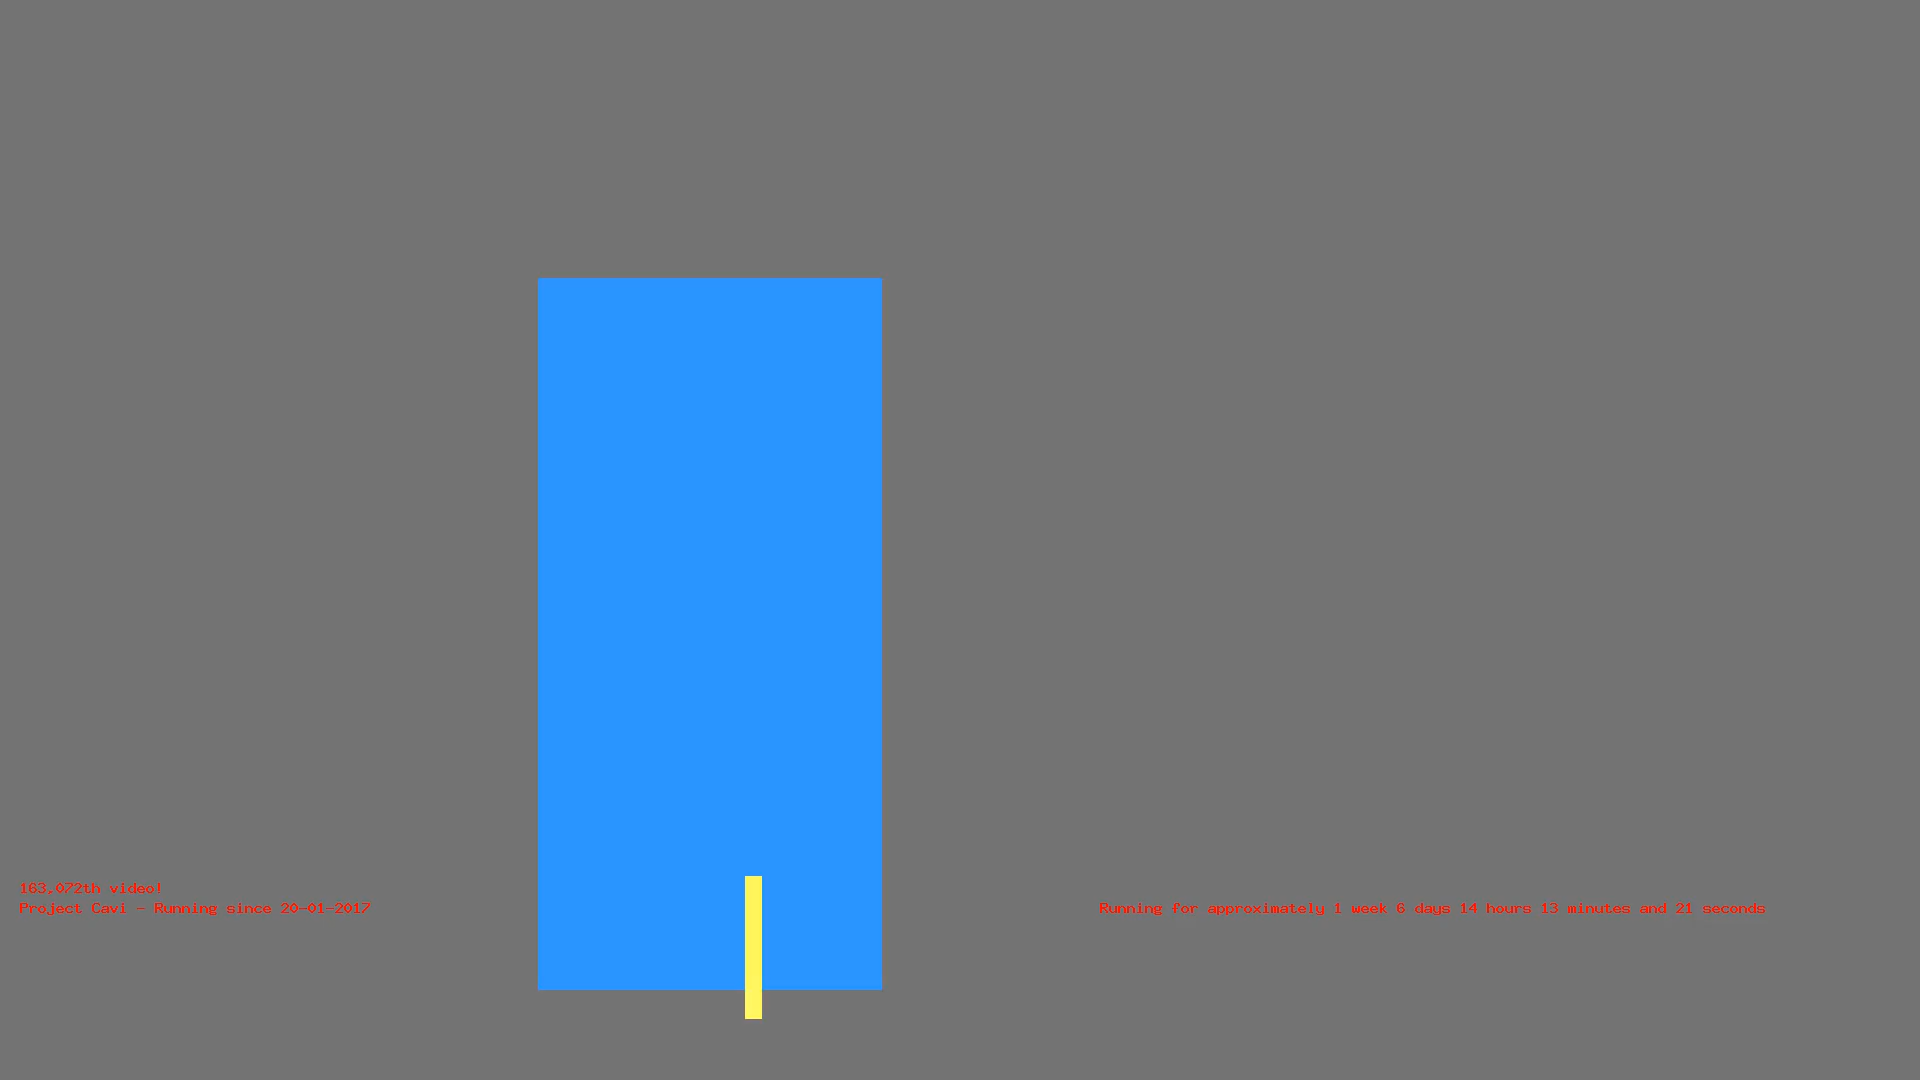 163,072th video!
Project Cavi - Running since 20-01-2017
Running for approximately 1 week 6 days 14 hours 13 minutes and 21 seconds